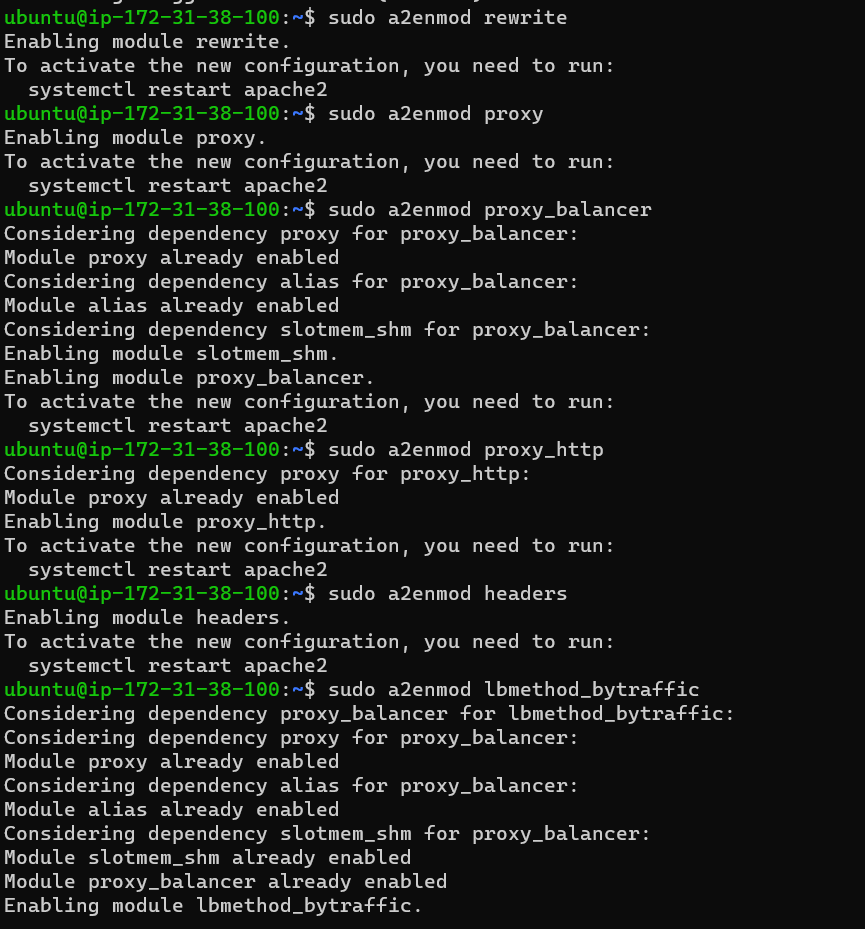 ubuntu@ip-172-31-38-100:~$ sudo a2enmod rewrite
Enabling module rewrite.
To activate the new configuration, you need to run:
  systemctl restart apache2
ubuntu@ip-172-31-38-100:~$ sudo a2enmod proxy
Enabling module proxy.
To activate the new configuration, you need to run:
  systemctl restart apache2
ubuntu@ip-172-31-38-100:~$ sudo a2enmod proxy_balancer
Considering dependency proxy for proxy_balancer:
Module proxy already enabled
Considering dependency alias for proxy_balancer:
Module alias already enabled
Considering dependency slotmem_shm for proxy_balancer:
Enabling module slotmem_shm.
Enabling module proxy_balancer.
To activate the new configuration, you need to run:
  systemctl restart apache2
ubuntu@ip-172-31-38-100:~$ sudo a2enmod proxy_http
Considering dependency proxy for proxy_http:
Module proxy already enabled
Enabling module proxy_http.
To activate the new configuration, you need to run:
  systemctl restart apache2
ubuntu@ip-172-31-38-100:~$ sudo a2enmod headers
Enabling module headers.
To activate the new configuration, you need to run:
  systemctl restart apache2
ubuntu@ip-172-31-38-100:~$ sudo a2enmod lbmethod_bytraffic
Considering dependency proxy_balancer for lbmethod_bytraffic:
Considering dependency proxy for proxy_balancer:
Module proxy already enabled
Considering dependency alias for proxy_balancer:
Module alias already enabled
Considering dependency slotmem_shm for proxy_balancer:
Module slotmem_shm already enabled
Module proxy_balancer already enabled
Enabling module lbmethod_bytraffic.